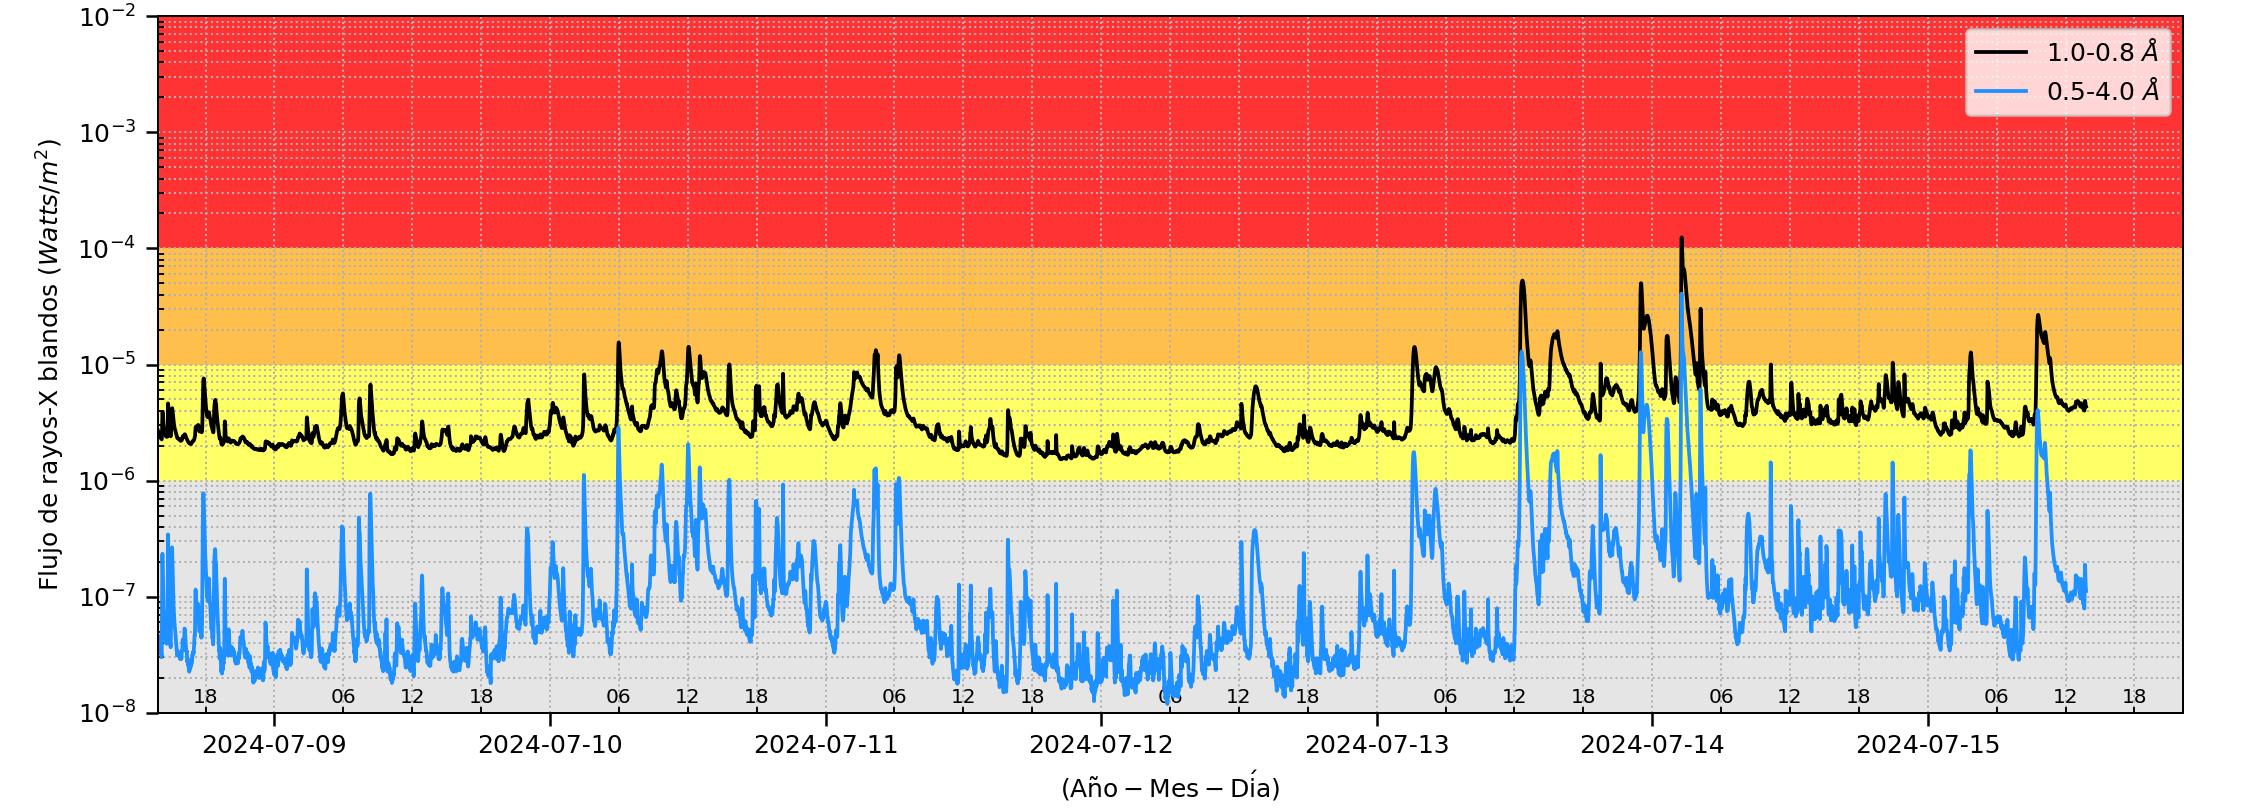 10⁻²
10⁻³
10⁻⁴
10⁻⁵
10⁻⁶
10⁻⁷
10⁻⁸
Flujo de rayos-X blandos (Watts/m²)
1.0-0.8 Å
0.5-4.0 Å
18 06 12 18 06 12 18 06 12 18 06 12 18 06 12 18 06 12 18 06 12 18
2024-07-09 2024-07-10 2024-07-11 2024-07-12 2024-07-13 2024-07-14 2024-07-15
(Año − Mes − Día)